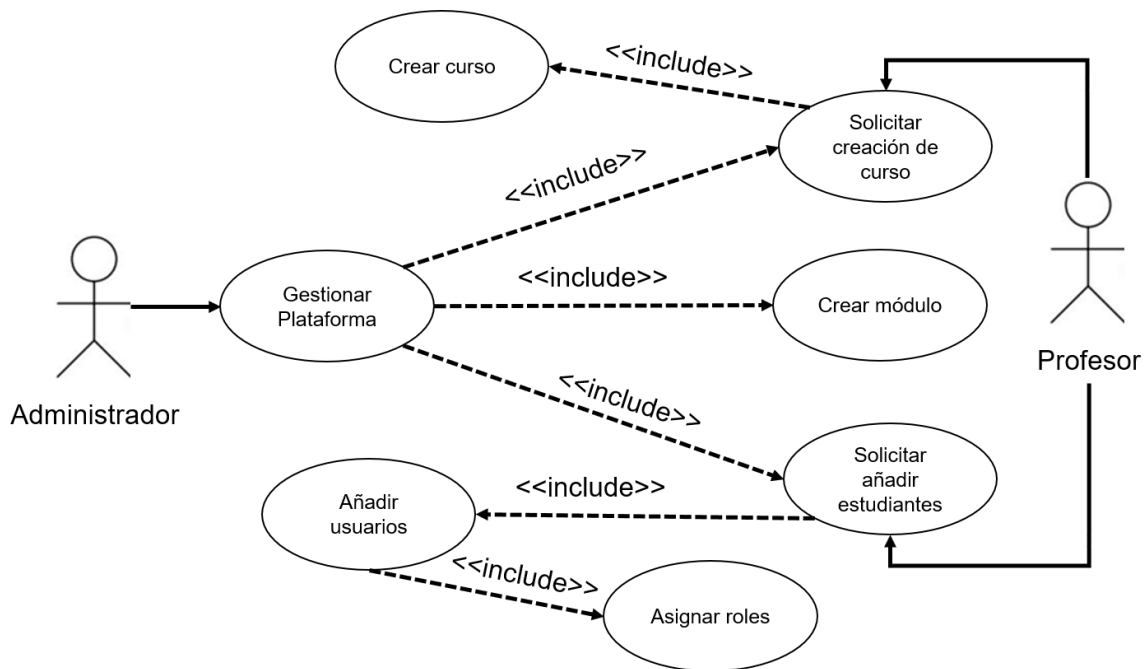 <<include>>
Crear curso
Solicitar
creación de
curso
<<include>>
<<include>>
Gestionar
Plataforma
Crear módulo
Profesor
Administrador
<<include>>
Solicitar
añadir
estudiantes
<<include>>
Añadir
usuarios
<<include>>
Asignar roles